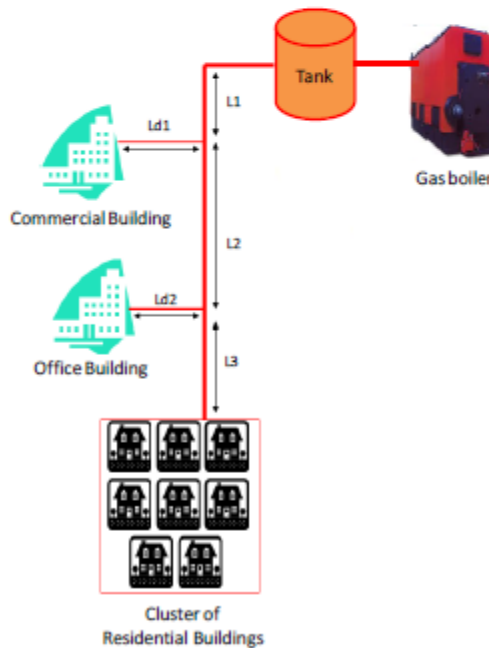 Tank
L1
Ld1
Gas boiler
Commercial Building
L2
Ld2
Office Building
L3
Cluster of
Residential Buildings